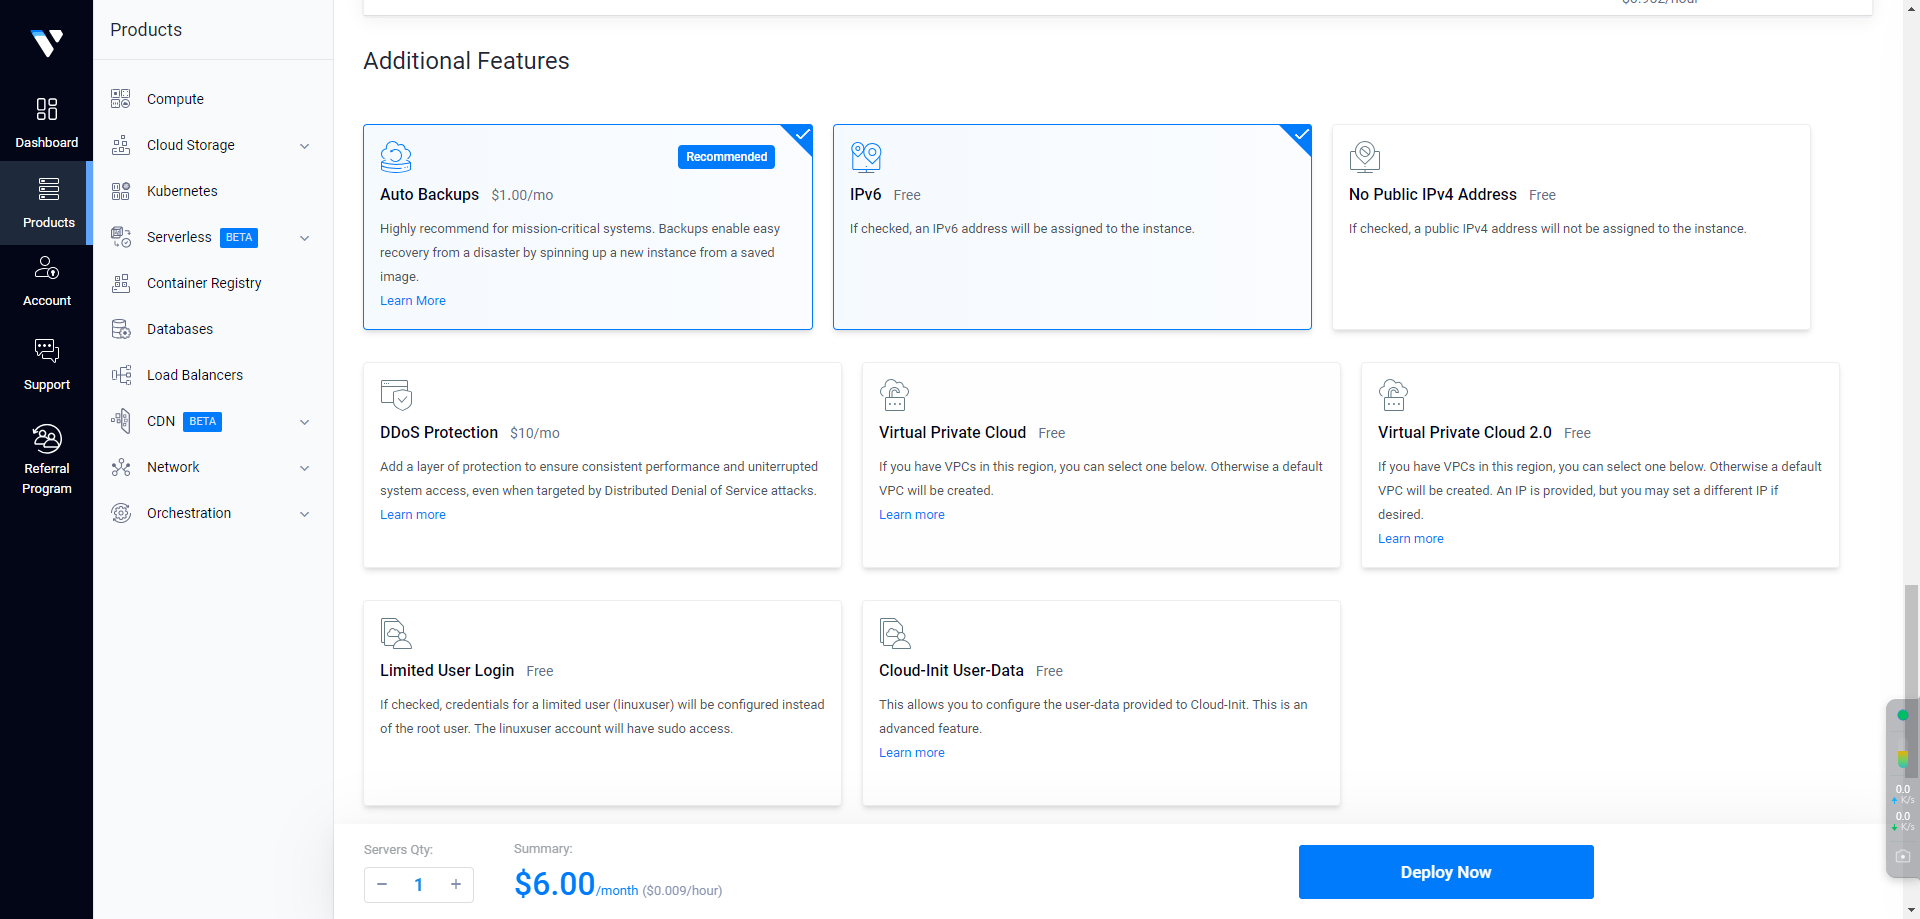 Products
Dashboard
Products
Account
Support
Referral
Program
Compute
Cloud Storage
Kubernetes
Serverless BETA
Container Registry
Databases
Load Balancers
CDN BETA
Network
Orchestration
Additional Features
Recommended
Auto Backups $1.00/mo
Highly recommend for mission-critical systems. Backups enable easy
recovery from a disaster by spinning up a new instance from a saved
image.
Learn More
IPv6 Free
If checked, an IPv6 address will be assigned to the instance.
No Public IPv4 Address Free
If checked, a public IPv4 address will not be assigned to the instance.
DDoS Protection $10/mo
Add a layer of protection to ensure consistent performance and uniterrupted
system access, even when targeted by Distributed Denial of Service attacks.
Learn more
Virtual Private Cloud Free
If you have VPCs in this region, you can select one below. Otherwise a default
VPC will be created.
Learn more
Virtual Private Cloud 2.0 Free
If you have VPCs in this region, you can select one below. Otherwise a default
VPC will be created. An IP is provided, but you may set a different IP if
desired.
Learn more
Limited User Login Free
If checked, credentials for a limited user (linuxuser) will be configured instead
of the root user. The linuxuser account will have sudo access.
Cloud-Init User-Data Free
This allows you to configure the user-data provided to Cloud-Init. This is an
advanced feature.
Learn more
Servers Qty:
− 1 +
Summary:
$6.00/month ($0.009/hour)
Deploy Now
0.0
K/s
0.0
K/s